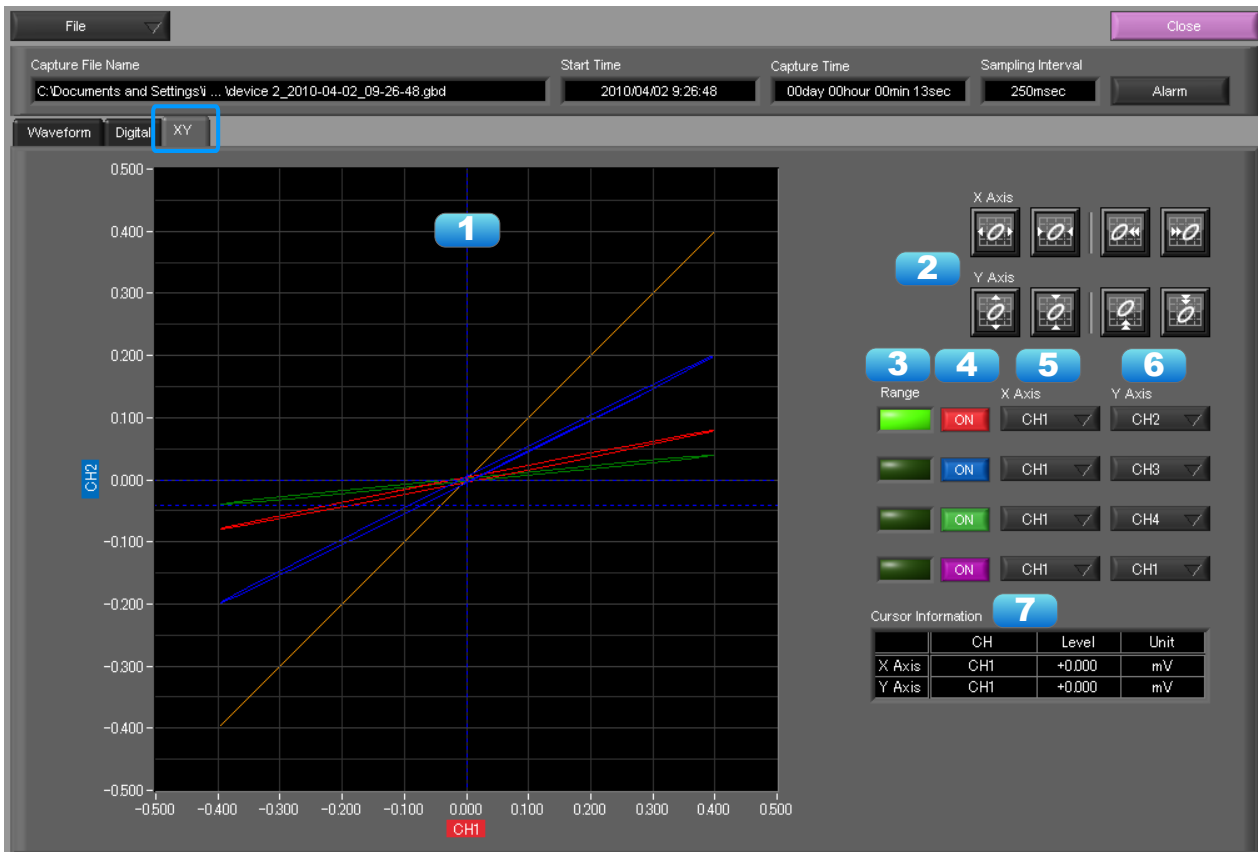 File
Close
Capture File Name
Start Time
Capture Time
Sampling Interval
C:\Documents and Settings\i ... \device 2_2010-04-02_09-26-48.gbd
2010/04/02 9:26:48
00day 00hour 00min 13sec
250msec
Alarm
Waveform Digital XY
0.500
0.400
0.300
0.200
0.100
0.000
-0.100
-0.200
-0.300
-0.400
-0.500
CH2
-0.500 -0.400 -0.300 -0.200 -0.100 0.000 0.100 0.200 0.300 0.400 0.500
CH1
1
X Axis
2
Y Axis
3 4 5 6
Range X Axis Y Axis
ON CH1 CH2
ON CH1 CH3
ON CH1 CH4
ON CH1 CH1
Cursor Information 7
CH Level Unit
X Axis CH1 +0.000 mV
Y Axis CH1 +0.000 mV